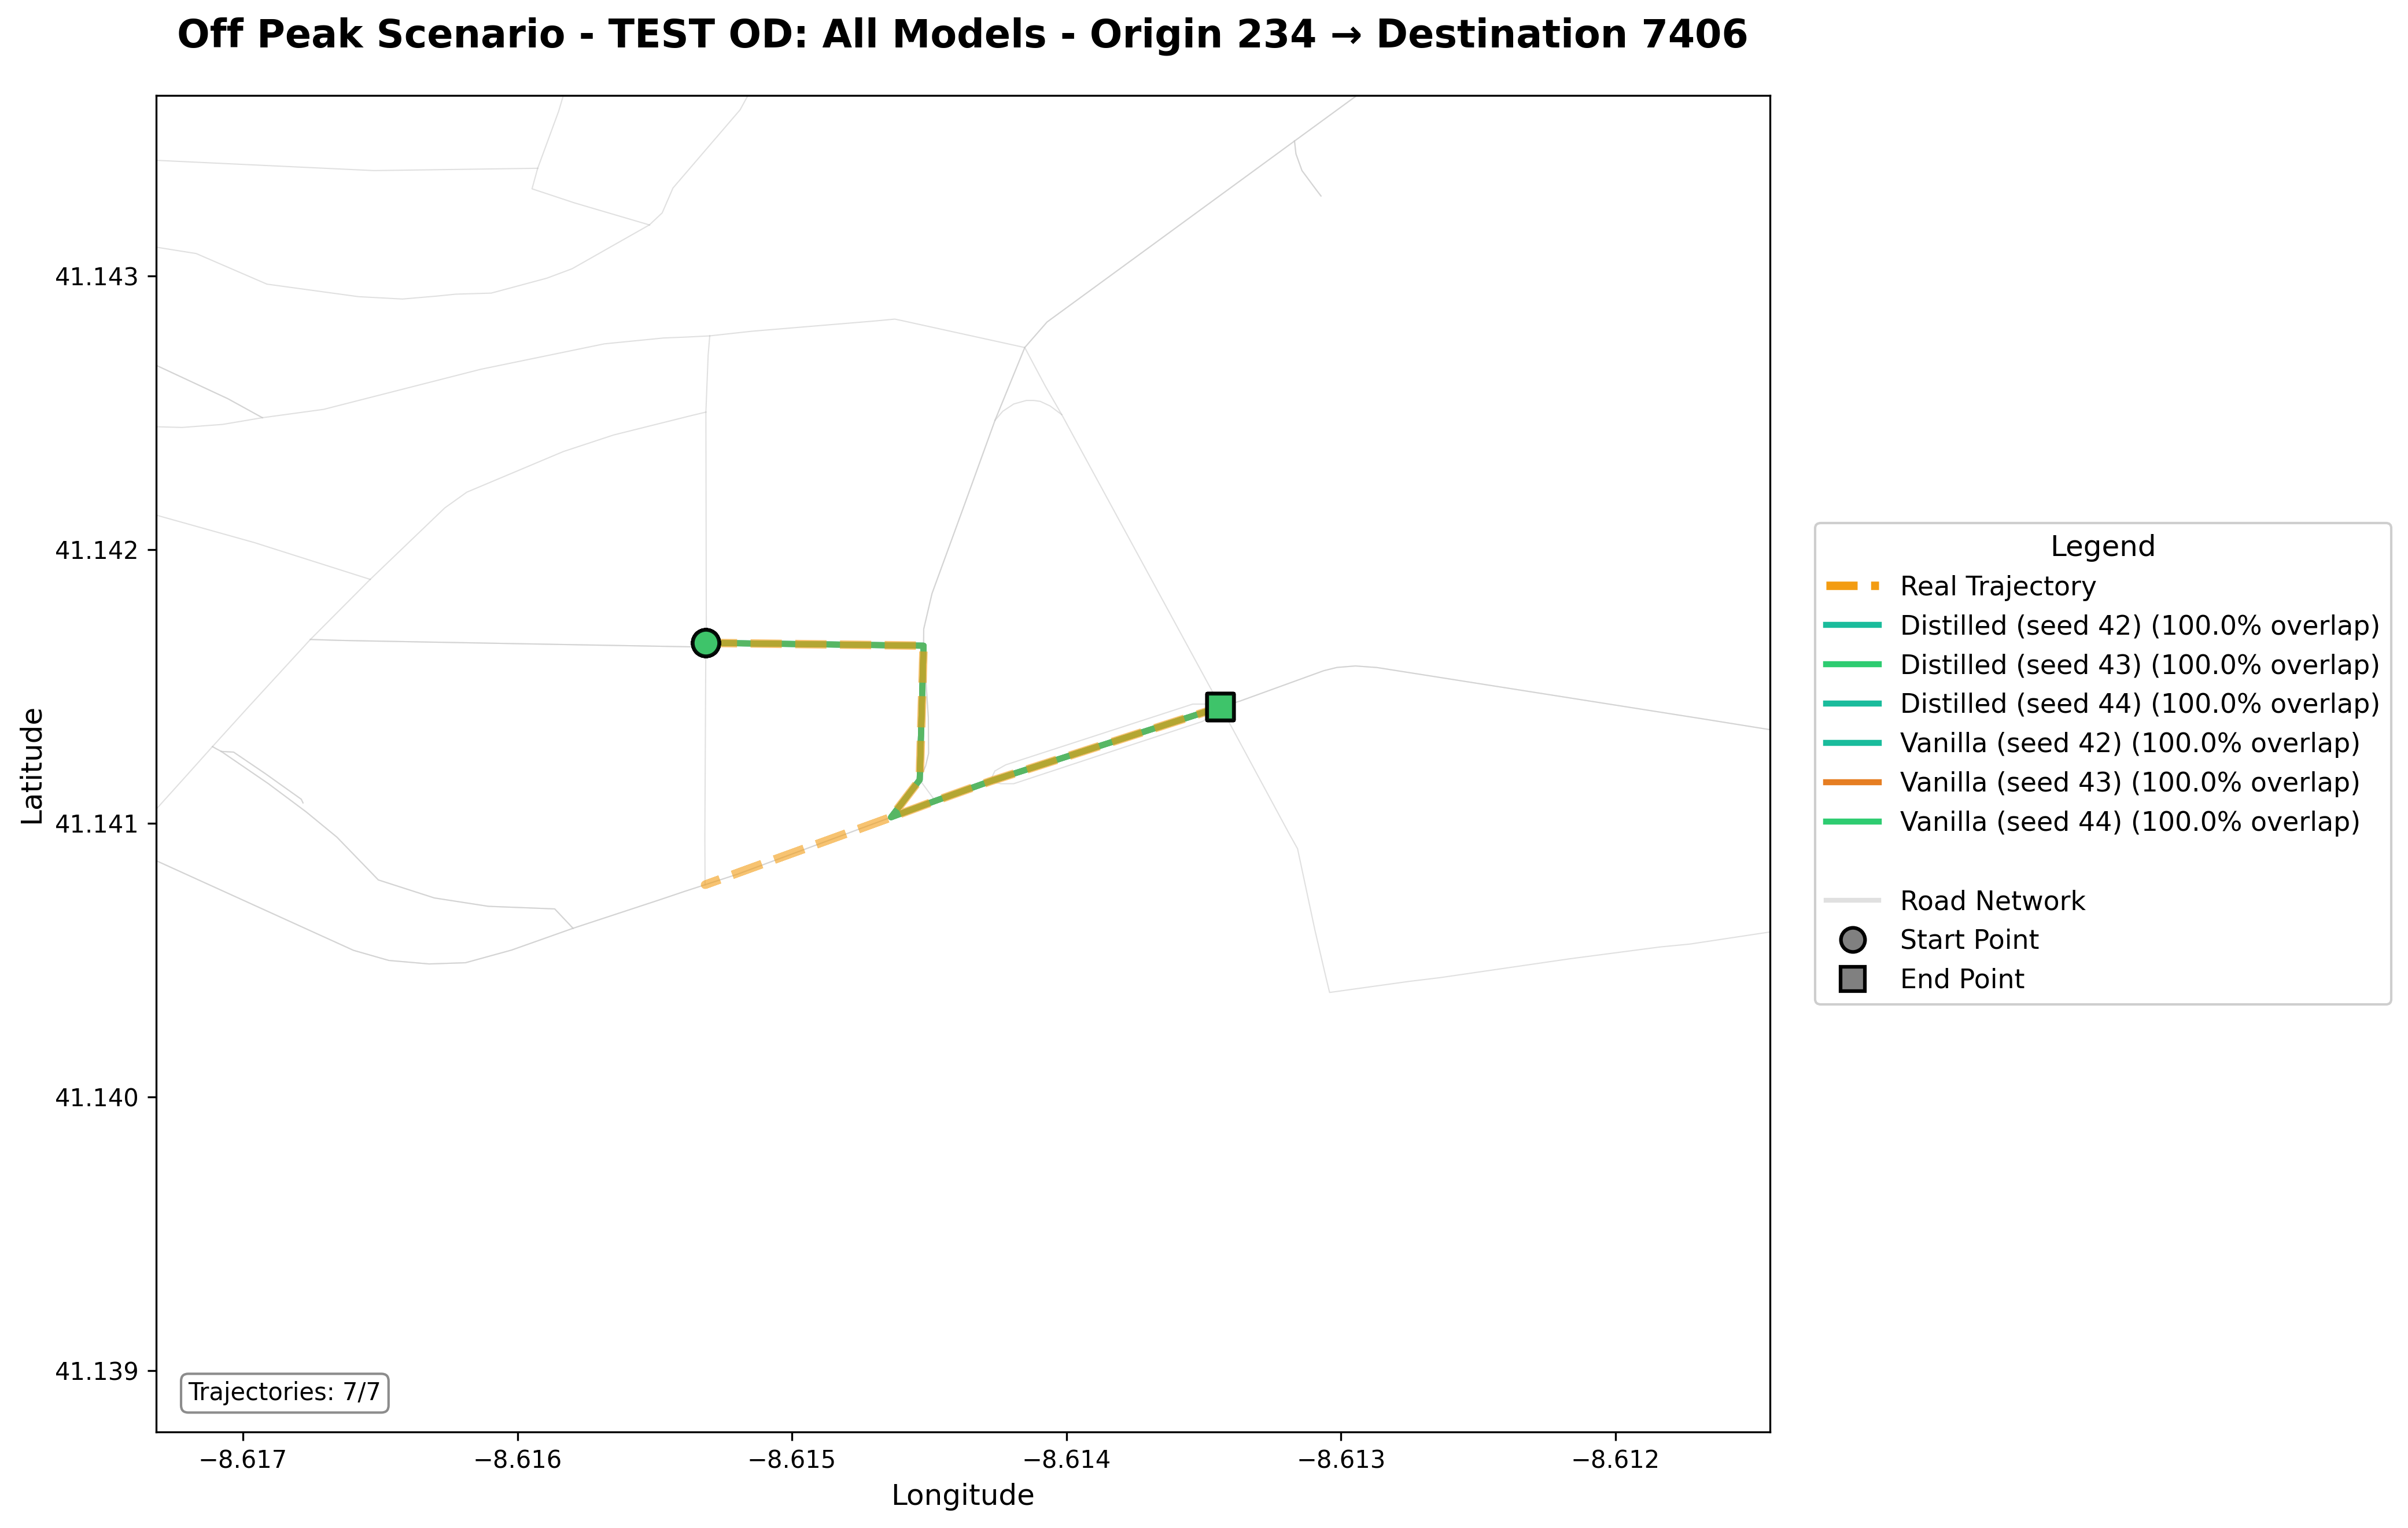 Off Peak Scenario - TEST OD: All Models - Origin 234 → Destination 7406
Latitude
41.143
41.142
41.141
41.140
41.139
Trajectories: 7/7
−8.617
−8.616
−8.615
−8.614
−8.613
−8.612
Longitude
Legend
Real Trajectory
Distilled (seed 42) (100.0% overlap)
Distilled (seed 43) (100.0% overlap)
Distilled (seed 44) (100.0% overlap)
Vanilla (seed 42) (100.0% overlap)
Vanilla (seed 43) (100.0% overlap)
Vanilla (seed 44) (100.0% overlap)
Road Network
Start Point
End Point